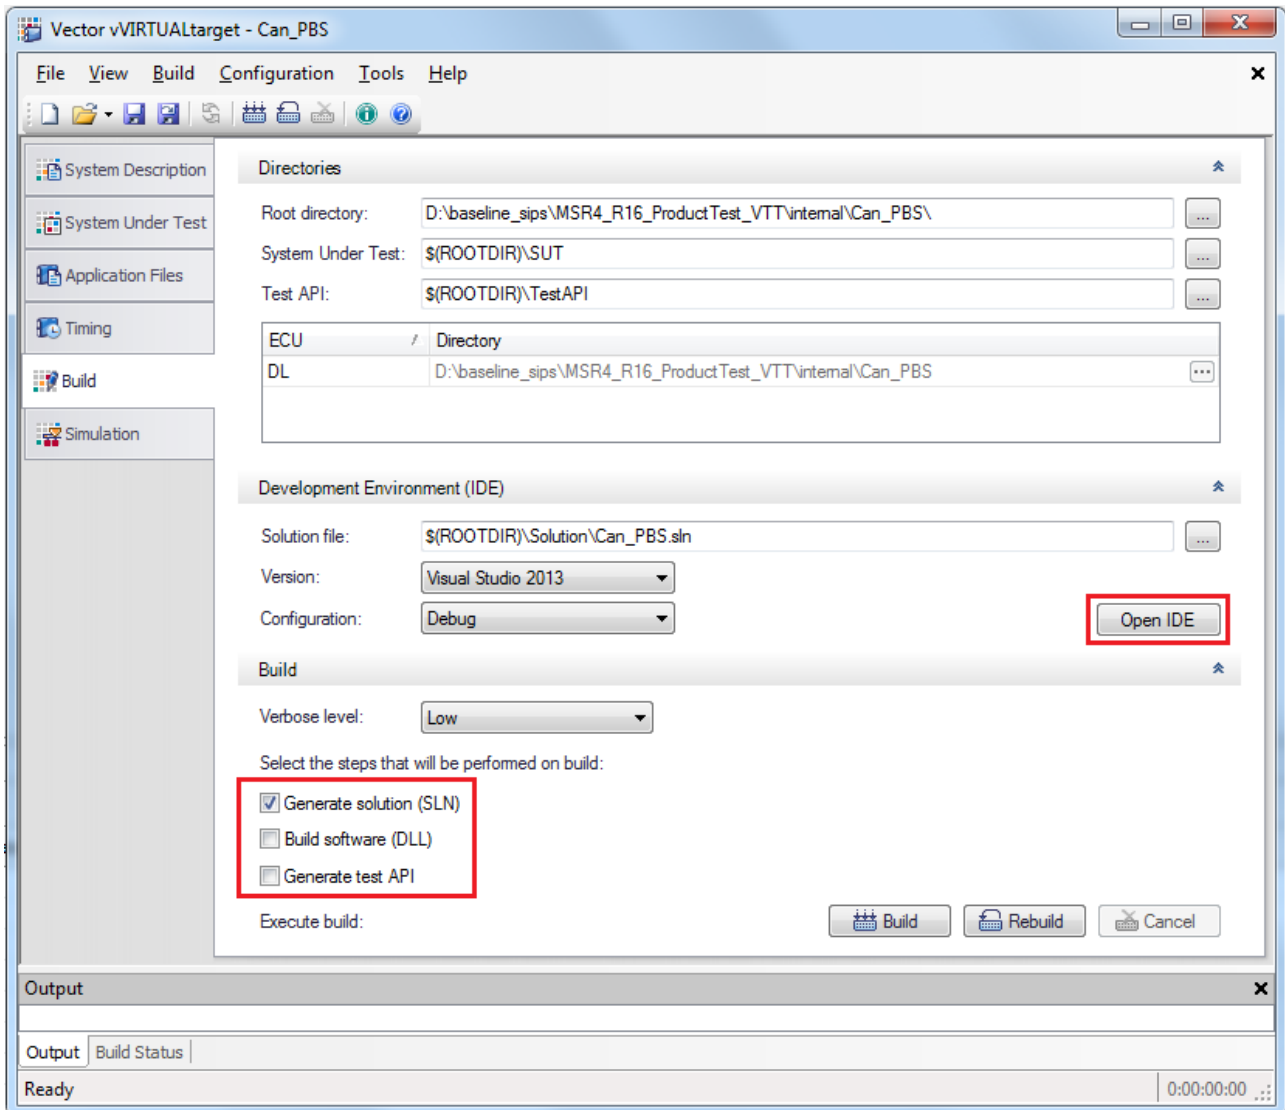 Vector vVIRTUALtarget - Can_PBS
File View Build Configuration Tools Help
System Description
System Under Test
Application Files
Timing
Build
Simulation
Directories
Root directory: D:\baseline_sips\MSR4_R16_ProductTest_VTT\internal\Can_PBS\ ...
System Under Test: $(ROOTDIR)\SUT ...
Test API: $(ROOTDIR)\TestAPI ...
ECU Directory
DL D:\baseline_sips\MSR4_R16_ProductTest_VTT\internal\Can_PBS ...
Development Environment (IDE)
Solution file: $(ROOTDIR)\Solution\Can_PBS.sln ...
Version: Visual Studio 2013
Configuration: Debug Open IDE
Build
Verbose level: Low
Select the steps that will be performed on build:
Generate solution (SLN)
Build software (DLL)
Generate test API
Execute build: Build Rebuild Cancel
Output
Output Build Status
Ready 0:00:00:00